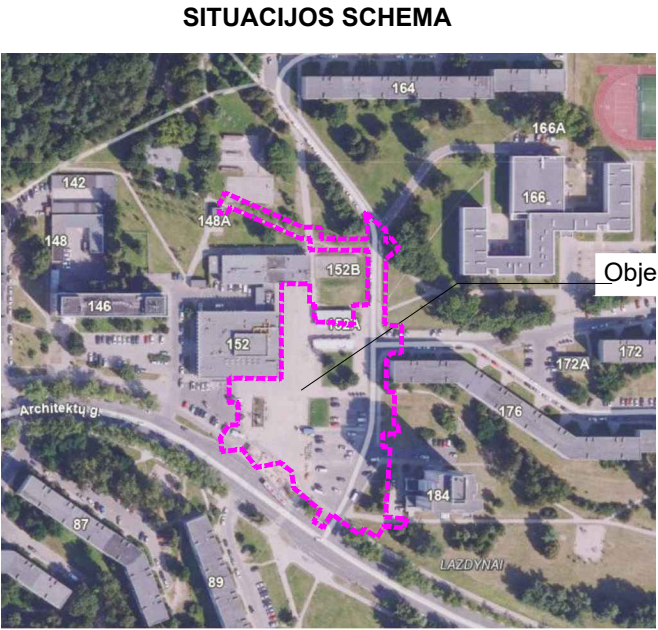 SITUACIJOS SCHEMA
164
166A
142
166
148A
148
152B
Obje
146
152A
152
172
172A
Architektų g.
176
184
87
LAZDYNAI
89